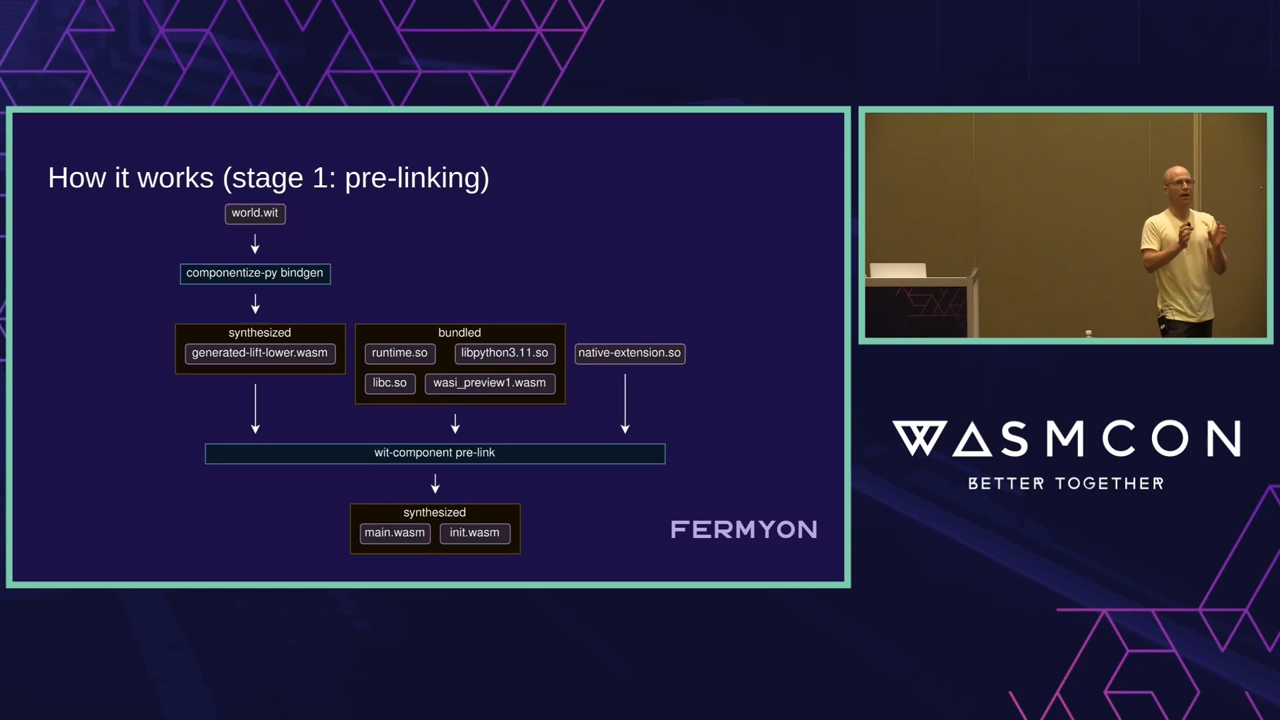 How it works (stage 1: pre-linking)
world.wit
componentize-py bindgen
synthesized
generated-lift-lower.wasm
bundled
runtime.so
libpython3.11.so
libc.so
wasi_preview1.wasm
native-extension.so
wit-component pre-link
synthesized
main.wasm
init.wasm
FERMYON
WASMCON
BETTER TOGETHER